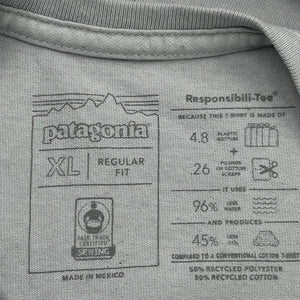 patagonia®
XL
REGULAR
FIT
FAIR TRADE
CERTIFIED
SEWING
MADE IN MEXICO
Responsibili-Tee®
BECAUSE THIS T-SHIRT IS MADE OF
4.8 PLASTIC
BOTTLES
+
.26 POUNDS
OF COTTON
SCRAPS
IT USES
96% LESS
WATER
AND PRODUCES
45% LESS
CO₂
COMPARED TO A CONVENTIONAL COTTON T-SHIRT
50% RECYCLED POLYESTER
50% RECYCLED COTTON